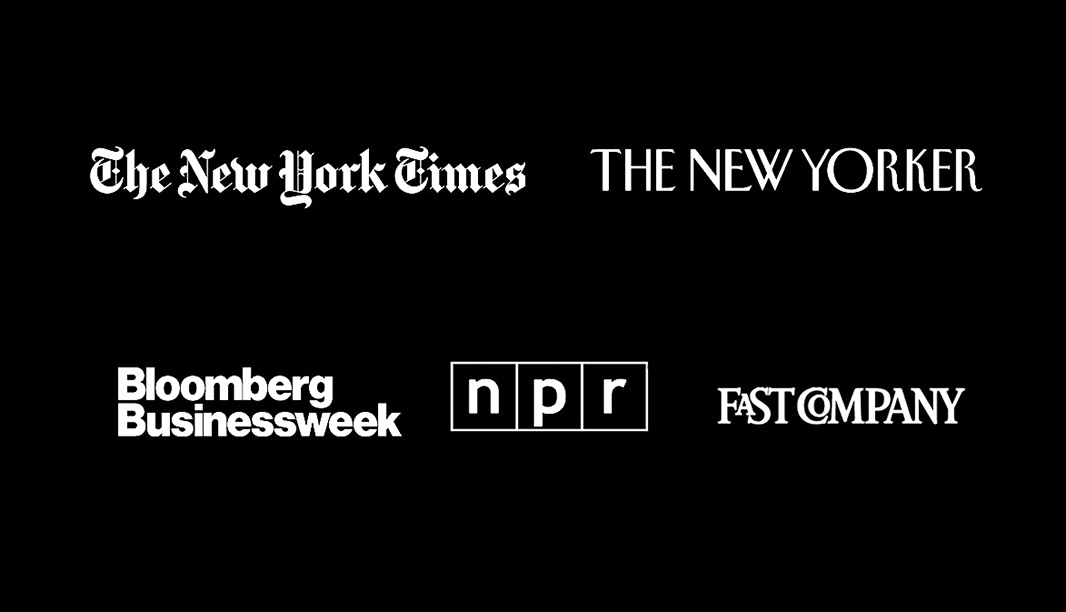 The New York Times
THE NEW YORKER
Bloomberg
Businessweek
npr
FAST COMPANY